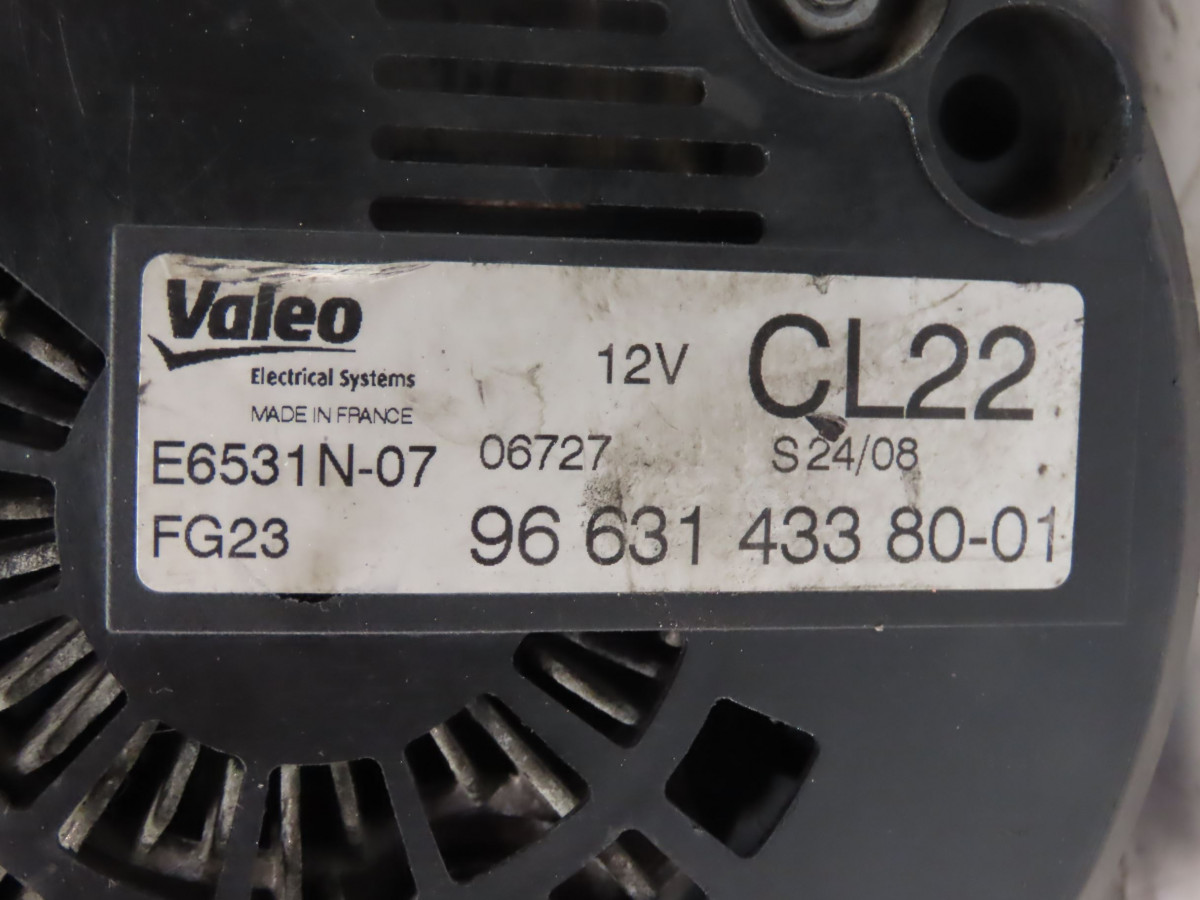 Valeo
Electrical Systems
MADE IN FRANCE
12V CL22
E6531N-07 06727 S24/08
FG23 96 631 433 80-01